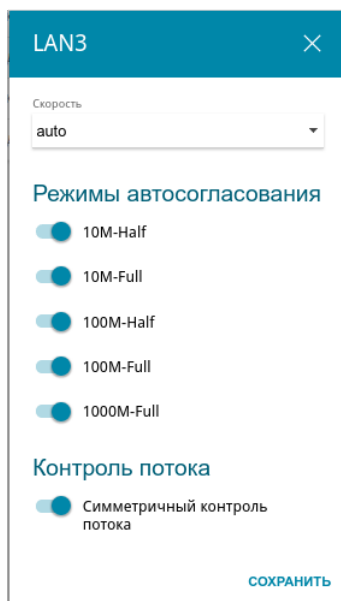 LAN3
Скорость
auto
Режимы автосогласования
10M-Half
10M-Full
100M-Half
100M-Full
1000M-Full
Контроль потока
Симметричный контроль
потока
СОХРАНИТЬ